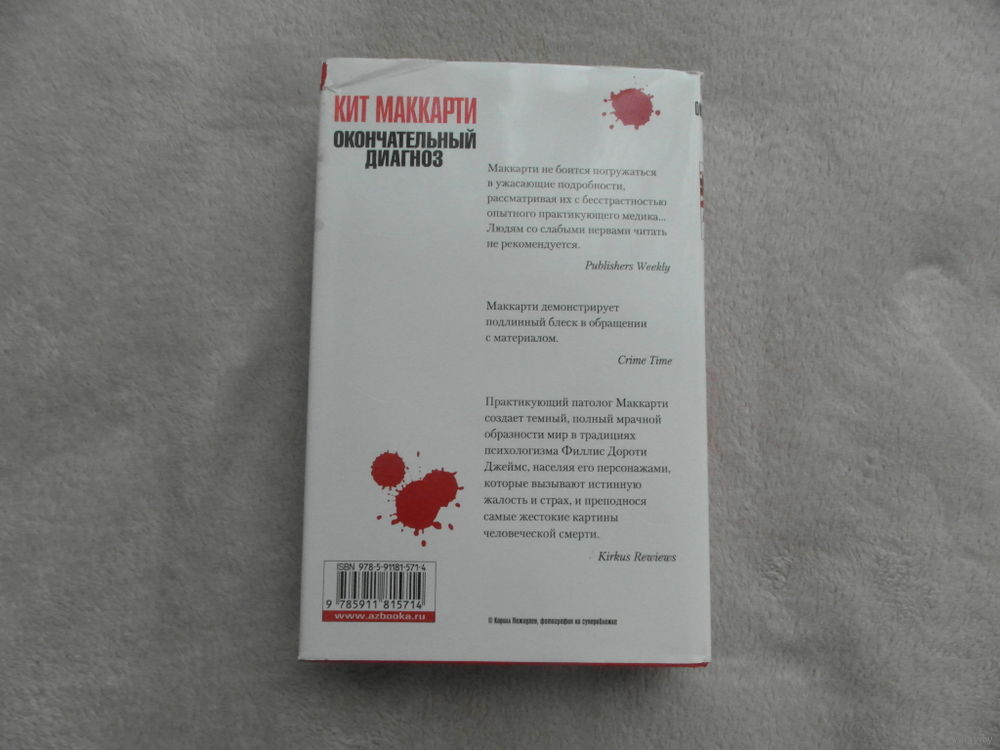 КИТ МАККАРТИ
ОКОНЧАТЕЛЬНЫЙ
ДИАГНОЗ
Маккарти не боится погружаться
в ужасающие подробности,
рассматривая их с бесстрастностью
опытного практикующего медика...
Людям со слабыми нервами читать
не рекомендуется.
Publishers Weekly
Маккарти демонстрирует
подлинный блеск в обращении
с материалом.
Crime Time
Практикующий патолог Маккарти
создает темный, полный мрачной
образности мир в традициях
психологизма Филлис Дороти
Джеймс, населяя его персонажами,
которые вызывают истинную
жалость и страх, и преподнося
самые жестокие картины
человеческой смерти.
Kirkus Rewiews
ISBN 978-5-91181-571-4
9 785911 815714
www.azbooka.ru
фотография на суперобложке